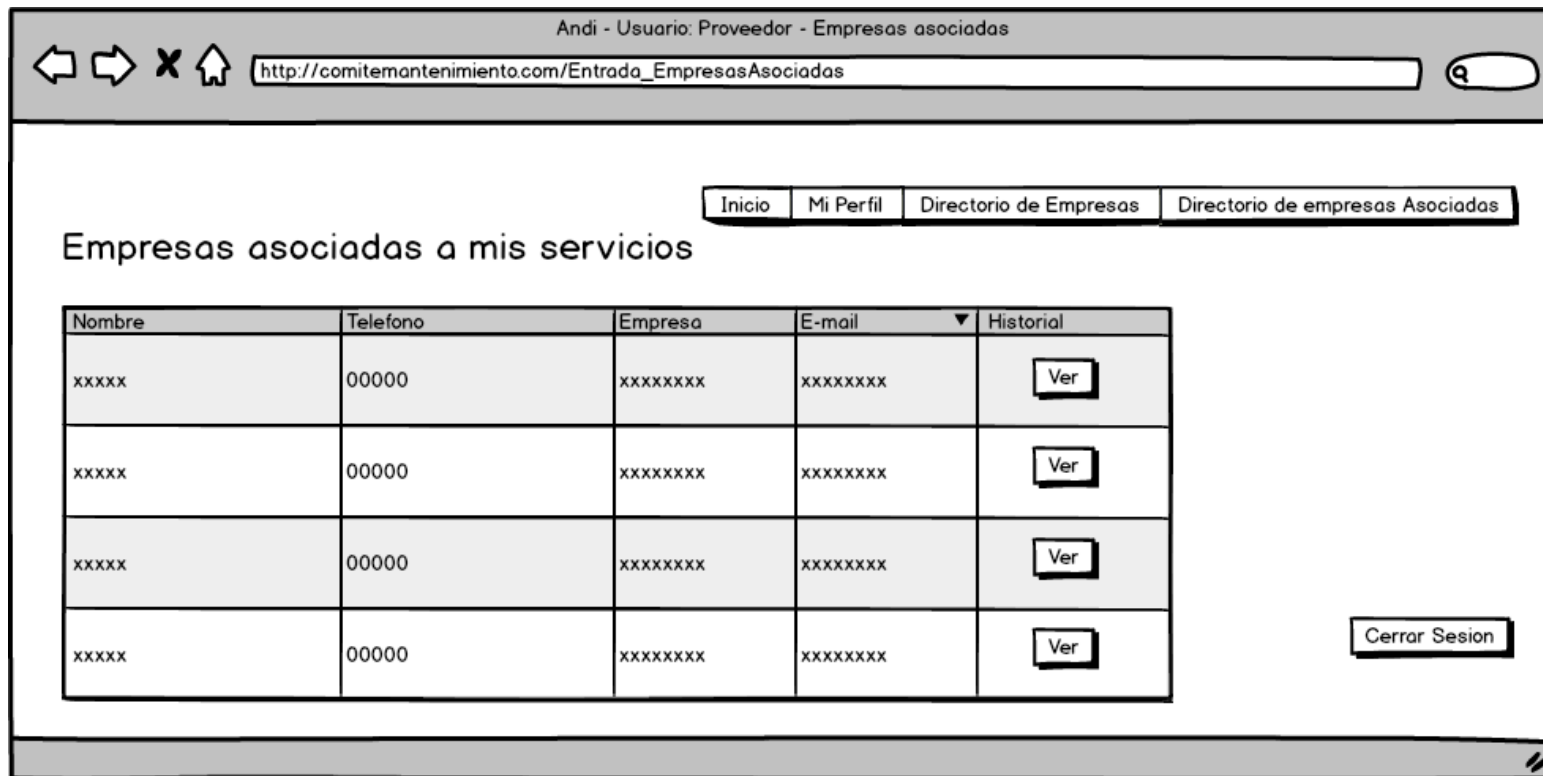 Andi - Usuario: Proveedor - Empresas asociadas
http://comitemantenimiento.com/Entrada_EmpresasAsociadas
Inicio Mi Perfil Directorio de Empresas Directorio de empresas Asociadas
Empresas asociadas a mis servicios
Nombre Telefono Empresa E-mail Historial
xxxxx 00000 xxxxxxxx xxxxxxxx Ver
xxxxx 00000 xxxxxxxx xxxxxxxx Ver
xxxxx 00000 xxxxxxxx xxxxxxxx Ver
xxxxx 00000 xxxxxxxx xxxxxxxx Ver
Cerrar Sesion